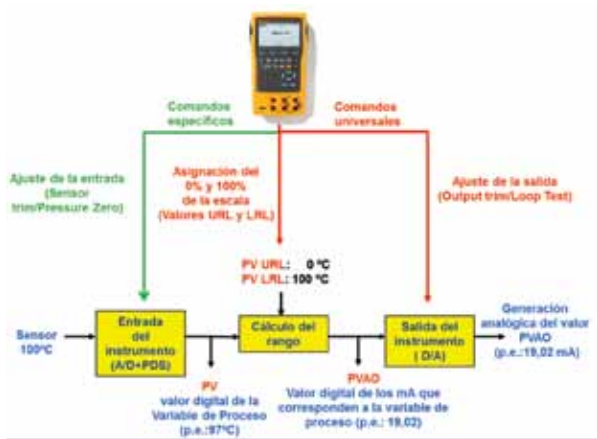 Comandos
específicos
Comandos
universales
Ajuste de la entrada
(Sensor
trim/Pressure Zero)
Asignación del
0% y 100%
de la escala
(Valores URL y LRL)
Ajuste de la salida
(Output trim/Loop Test)
PV URL: 0 ºC
PV LRL: 100 ºC
Sensor
100ºC
Entrada
del
instrumento
(A/D+PDS)
Cálculo del
rango
Salida del
instrumento
( D/A)
Generación
analógica del valor
PVAO
(p.e.:19,02 mA)
PV
valor digital de la
Variable de Proceso
(p.e.:97ºC)
PVAO
Valor digital de los mA que
corresponden a la variable de
proceso (p.e.: 19,02)